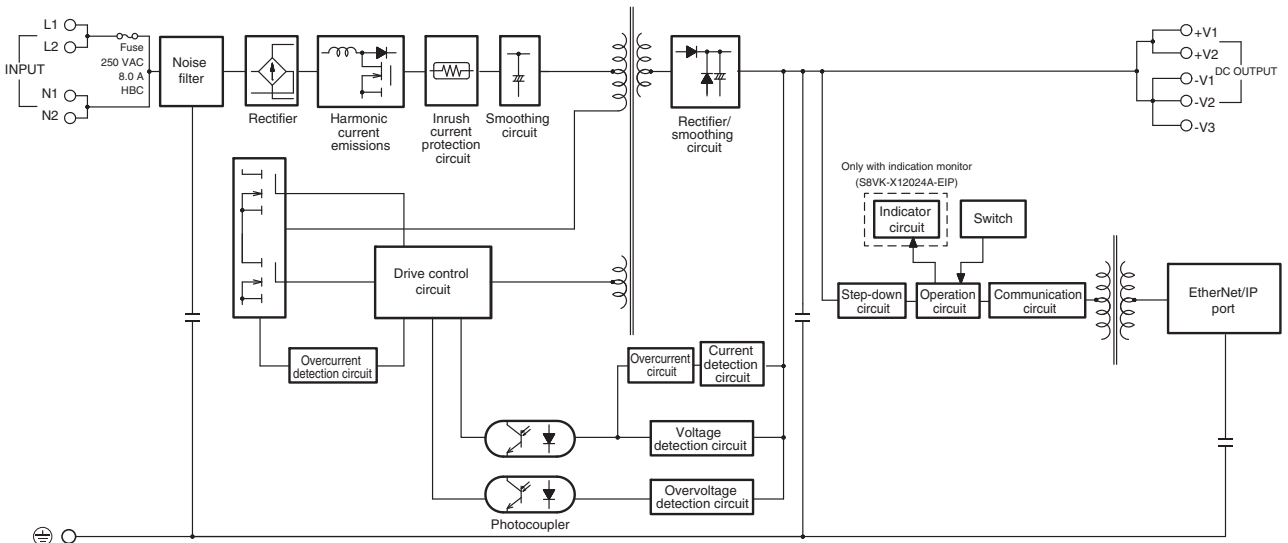 L1
L2
INPUT
N1
N2
Fuse
250 VAC
8.0 A
HBC
Noise
filter
Rectifier
Harmonic
current
emissions
Inrush
current
protection
circuit
Smoothing
circuit
Rectifier/
smoothing
circuit
+V1
+V2
DC OUTPUT
-V1
-V2
-V3
Only with indication monitor
(S8VK-X12024A-EIP)
Indicator
circuit
Switch
Drive control
circuit
Step-down
circuit
Operation
circuit
Communication
circuit
EtherNet/IP
port
Overcurrent
detection circuit
Overcurrent
circuit
Current
detection
circuit
Voltage
detection circuit
Overvoltage
detection circuit
Photocoupler